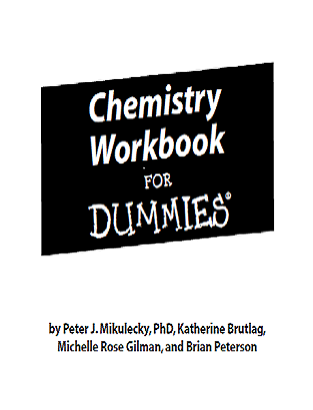 Chemistry
Workbook
FOR
DUMMIES®
by Peter J. Mikulecky, PhD, Katherine Brutlag,
Michelle Rose Gilman, and Brian Peterson